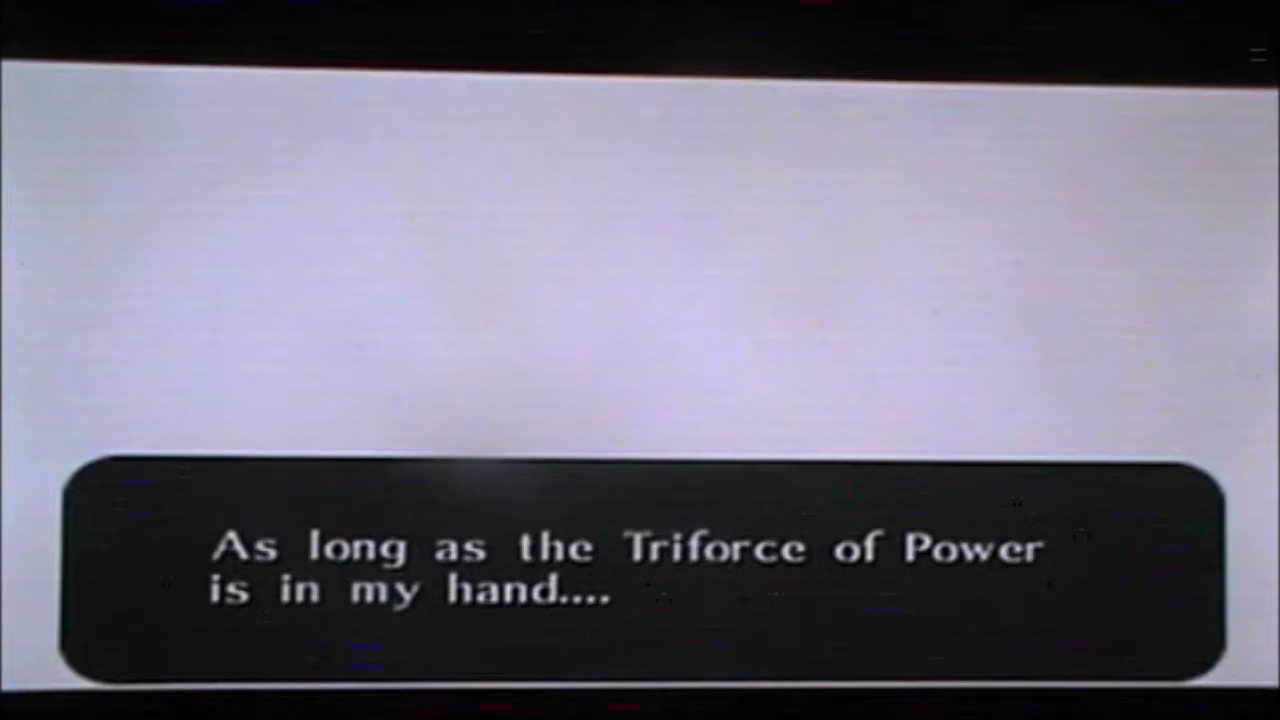 As long as the Triforce of Power
is in my hand....